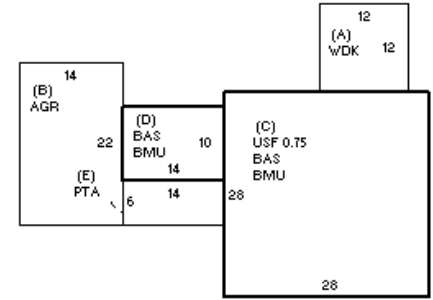 12
(A)
WDK 12
14
(B)
AGR
(D)
BAS
BMU
22
10
14
(C)
USF 0.75
BAS
BMU
(E)
PTA
6
14
28
28